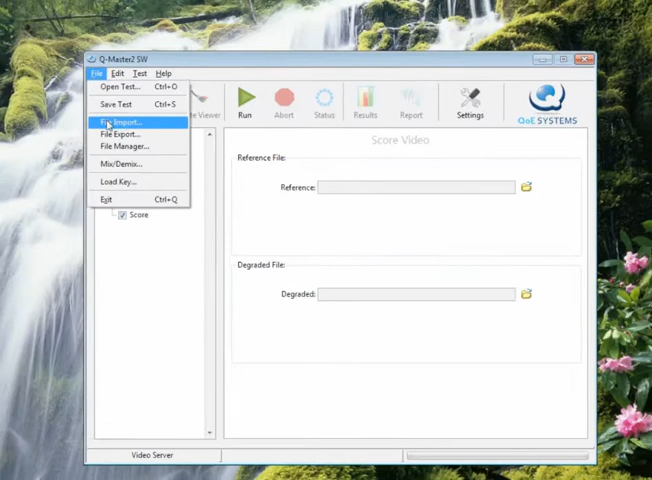 Q-Master2 SW
File Edit Test Help
Open Test... Ctrl+O
Save Test Ctrl+S
File Import...
File Export...
File Manager...
Mix/Demix...
Load Key...
Exit Ctrl+Q
Viewer
Run
Abort
Status
Results
Report
Settings
QoE SYSTEMS
Score
Score Video
Reference File:
Reference:
Degraded File:
Degraded:
Video Server